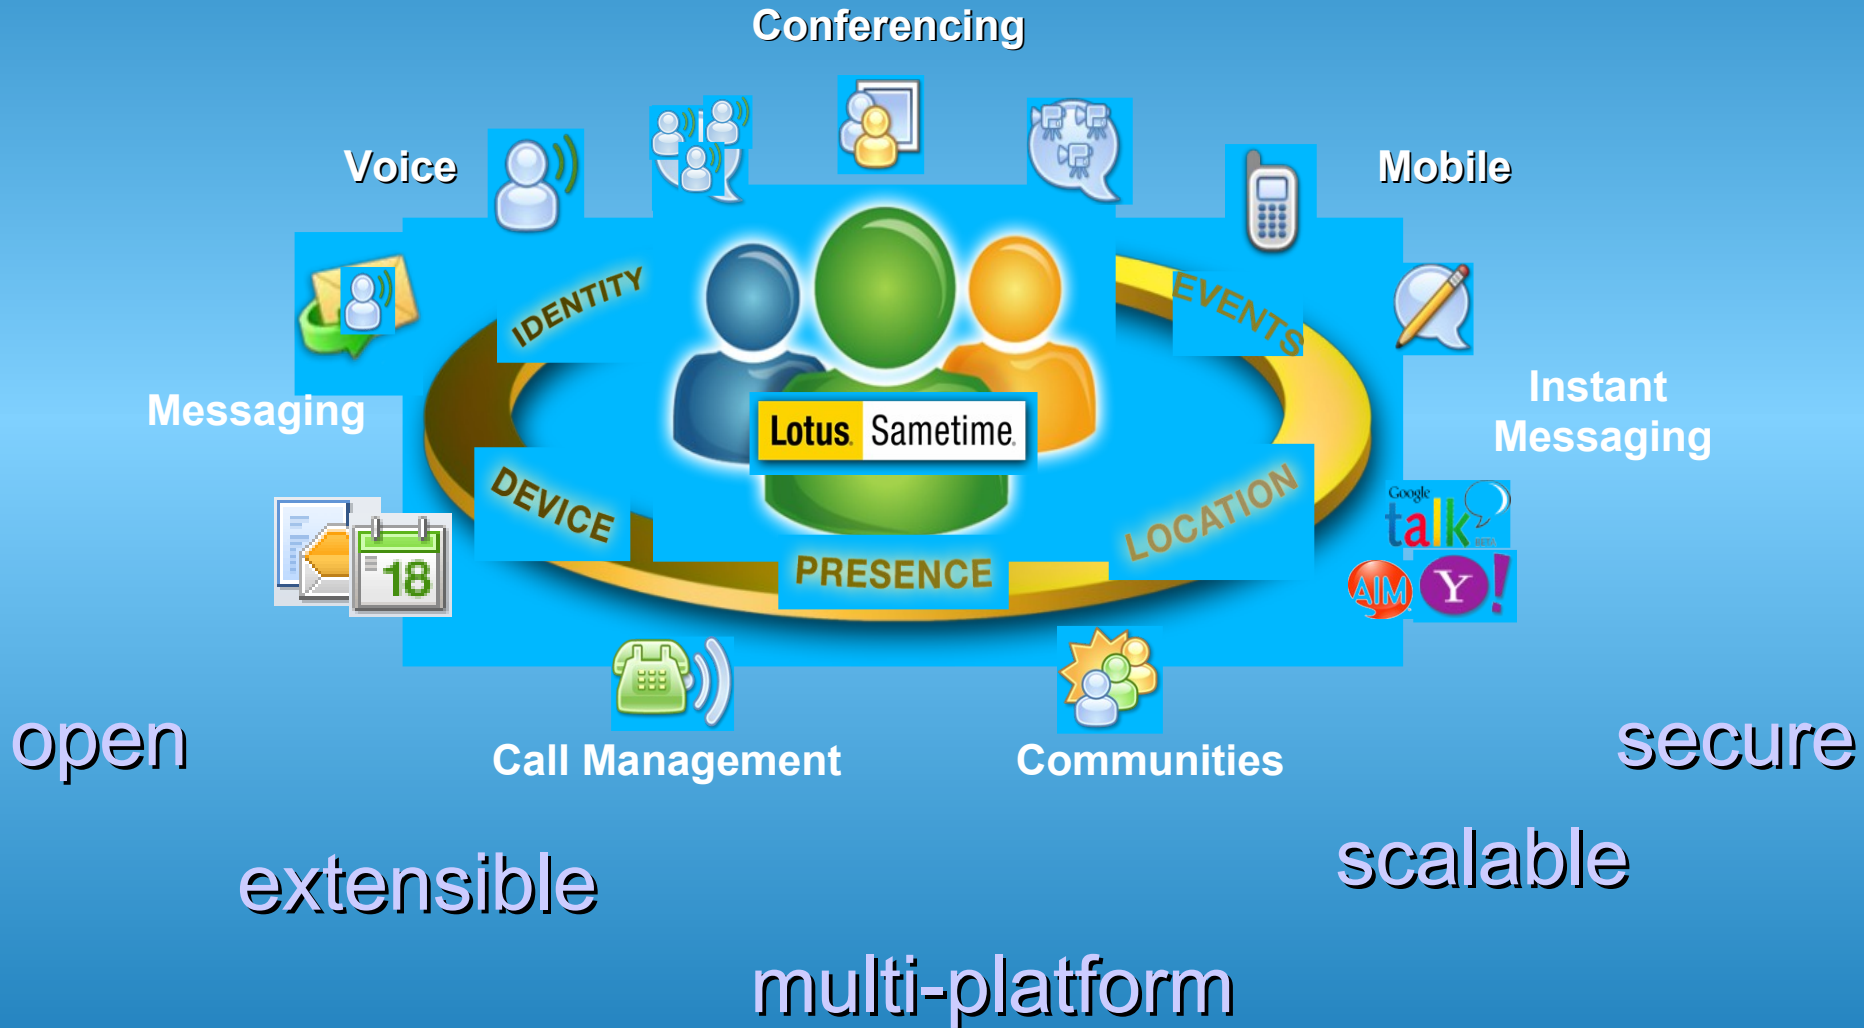 Conferencing
Voice
Mobile
IDENTITY
EVENTS
Messaging
Instant
Messaging
Lotus. Sametime.
DEVICE
LOCATION
PRESENCE
18
Google
talk
BETA
AIM
Y!
Call Management
Communities
open
secure
extensible
scalable
multi-platform